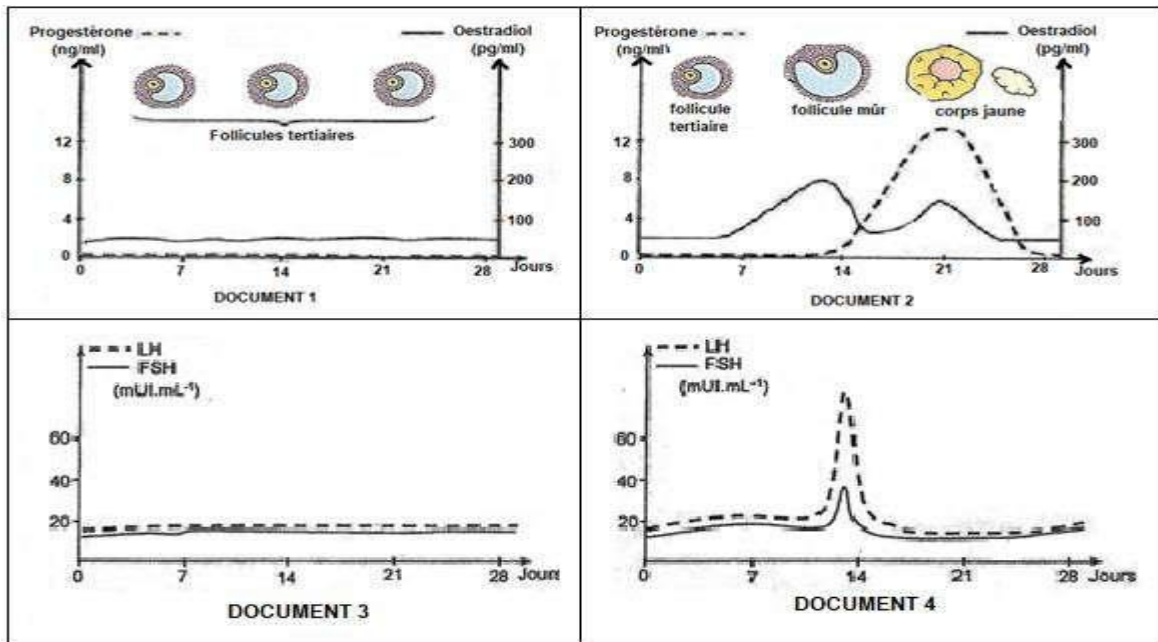 Progestérone
(ng/ml)
Oestradiol
(pg/ml)
Follicules tertiaires
12
8
4
0
300
200
100
0
7
14
21
28
Jours
DOCUMENT 1
Progestérone
(ng/ml)
Oestradiol
(pg/ml)
follicule
tertiaire
follicule mûr
corps jaune
12
8
4
0
300
200
100
0
7
14
21
28
Jours
DOCUMENT 2
LH
FSH
(mUI.mL⁻¹)
60
40
20
0
7
14
21
28
Jours
DOCUMENT 3
LH
FSH
(mUI.mL⁻¹)
60
40
20
0
7
14
21
28
Jours
DOCUMENT 4